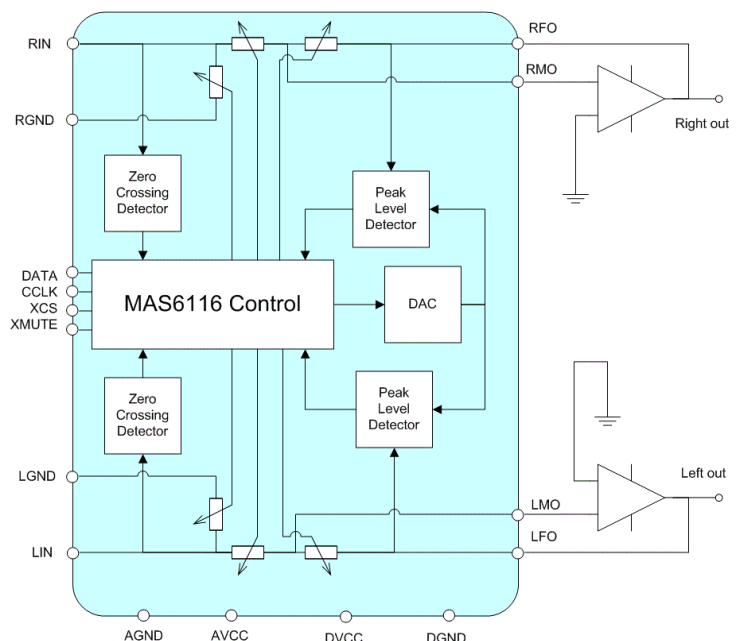 RIN
RFO
RMO
Right out
RGND
Zero
Crossing
Detector
Peak
Level
Detector
DATA
CCLK
XCS
XMUTE
MAS6116 Control
DAC
Zero
Crossing
Detector
Peak
Level
Detector
LGND
Left out
LMO
LIN
LFO
AGND
AVCC
DVCC
DGND